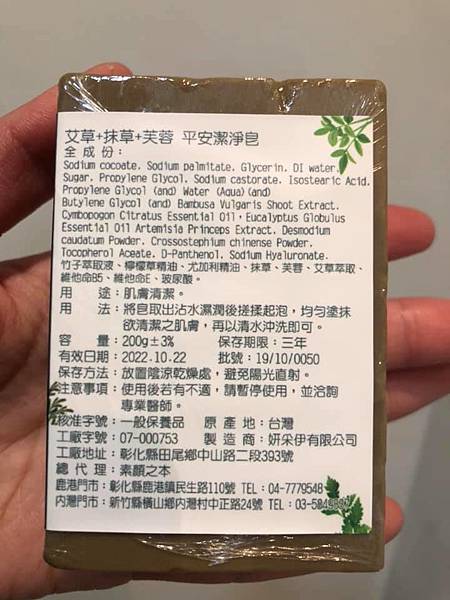 艾草+抹草+芙蓉 平安潔淨皂
全成份：
Sodium cocoate. Sodium palmitate. Glycerin. DI water.
Sugar. Propylene Glycol. Sodium castorate. Isostearic Acid.
Propylene Glycol (and) Water (Aqua)(and)
Butylene Glycol (and) Bambusa Vulgaris Shoot Extract.
Cymbopogon Citratus Essential Oil，Eucalyptus Globulus
Essential Oil Artemisia Princeps Extract. Desmodium
caudatum Powder. Crossostephium chinense Powder.
Tocopherol Aceate. D-Panthenol. Sodium Hyaluronate.
竹子萃取液、檸檬草精油、尤加利精油、抹草、芙蓉、艾草萃取、
維他命B5、維他命E、玻尿酸。
用　　途：肌膚清潔。
用　　法：將皂取出沾水濕潤後搓揉起泡，均勻塗抹
欲清潔之肌膚，再以清水沖洗即可。
容　　量：200g±3%　保存期限：三年
有效日期：2022.10.22　批號：19/10/0050
保存方法：放置陰涼乾燥處，避免陽光直射。
注意事項：使用後若有不適，請暫停使用，並洽詢
專業醫師。
核准字號：一般保養品　原 產 地：台灣
工廠字號：07-000753　製 造 商：妍采伊有限公司
工廠地址：彰化縣田尾鄉中山路二段393號
總 代 理：素顏之本
鹿港門市：彰化縣鹿港鎮民生路110號 TEL：04-7779548
內灣門市：新竹縣橫山鄉內灣村中正路24號 TEL：